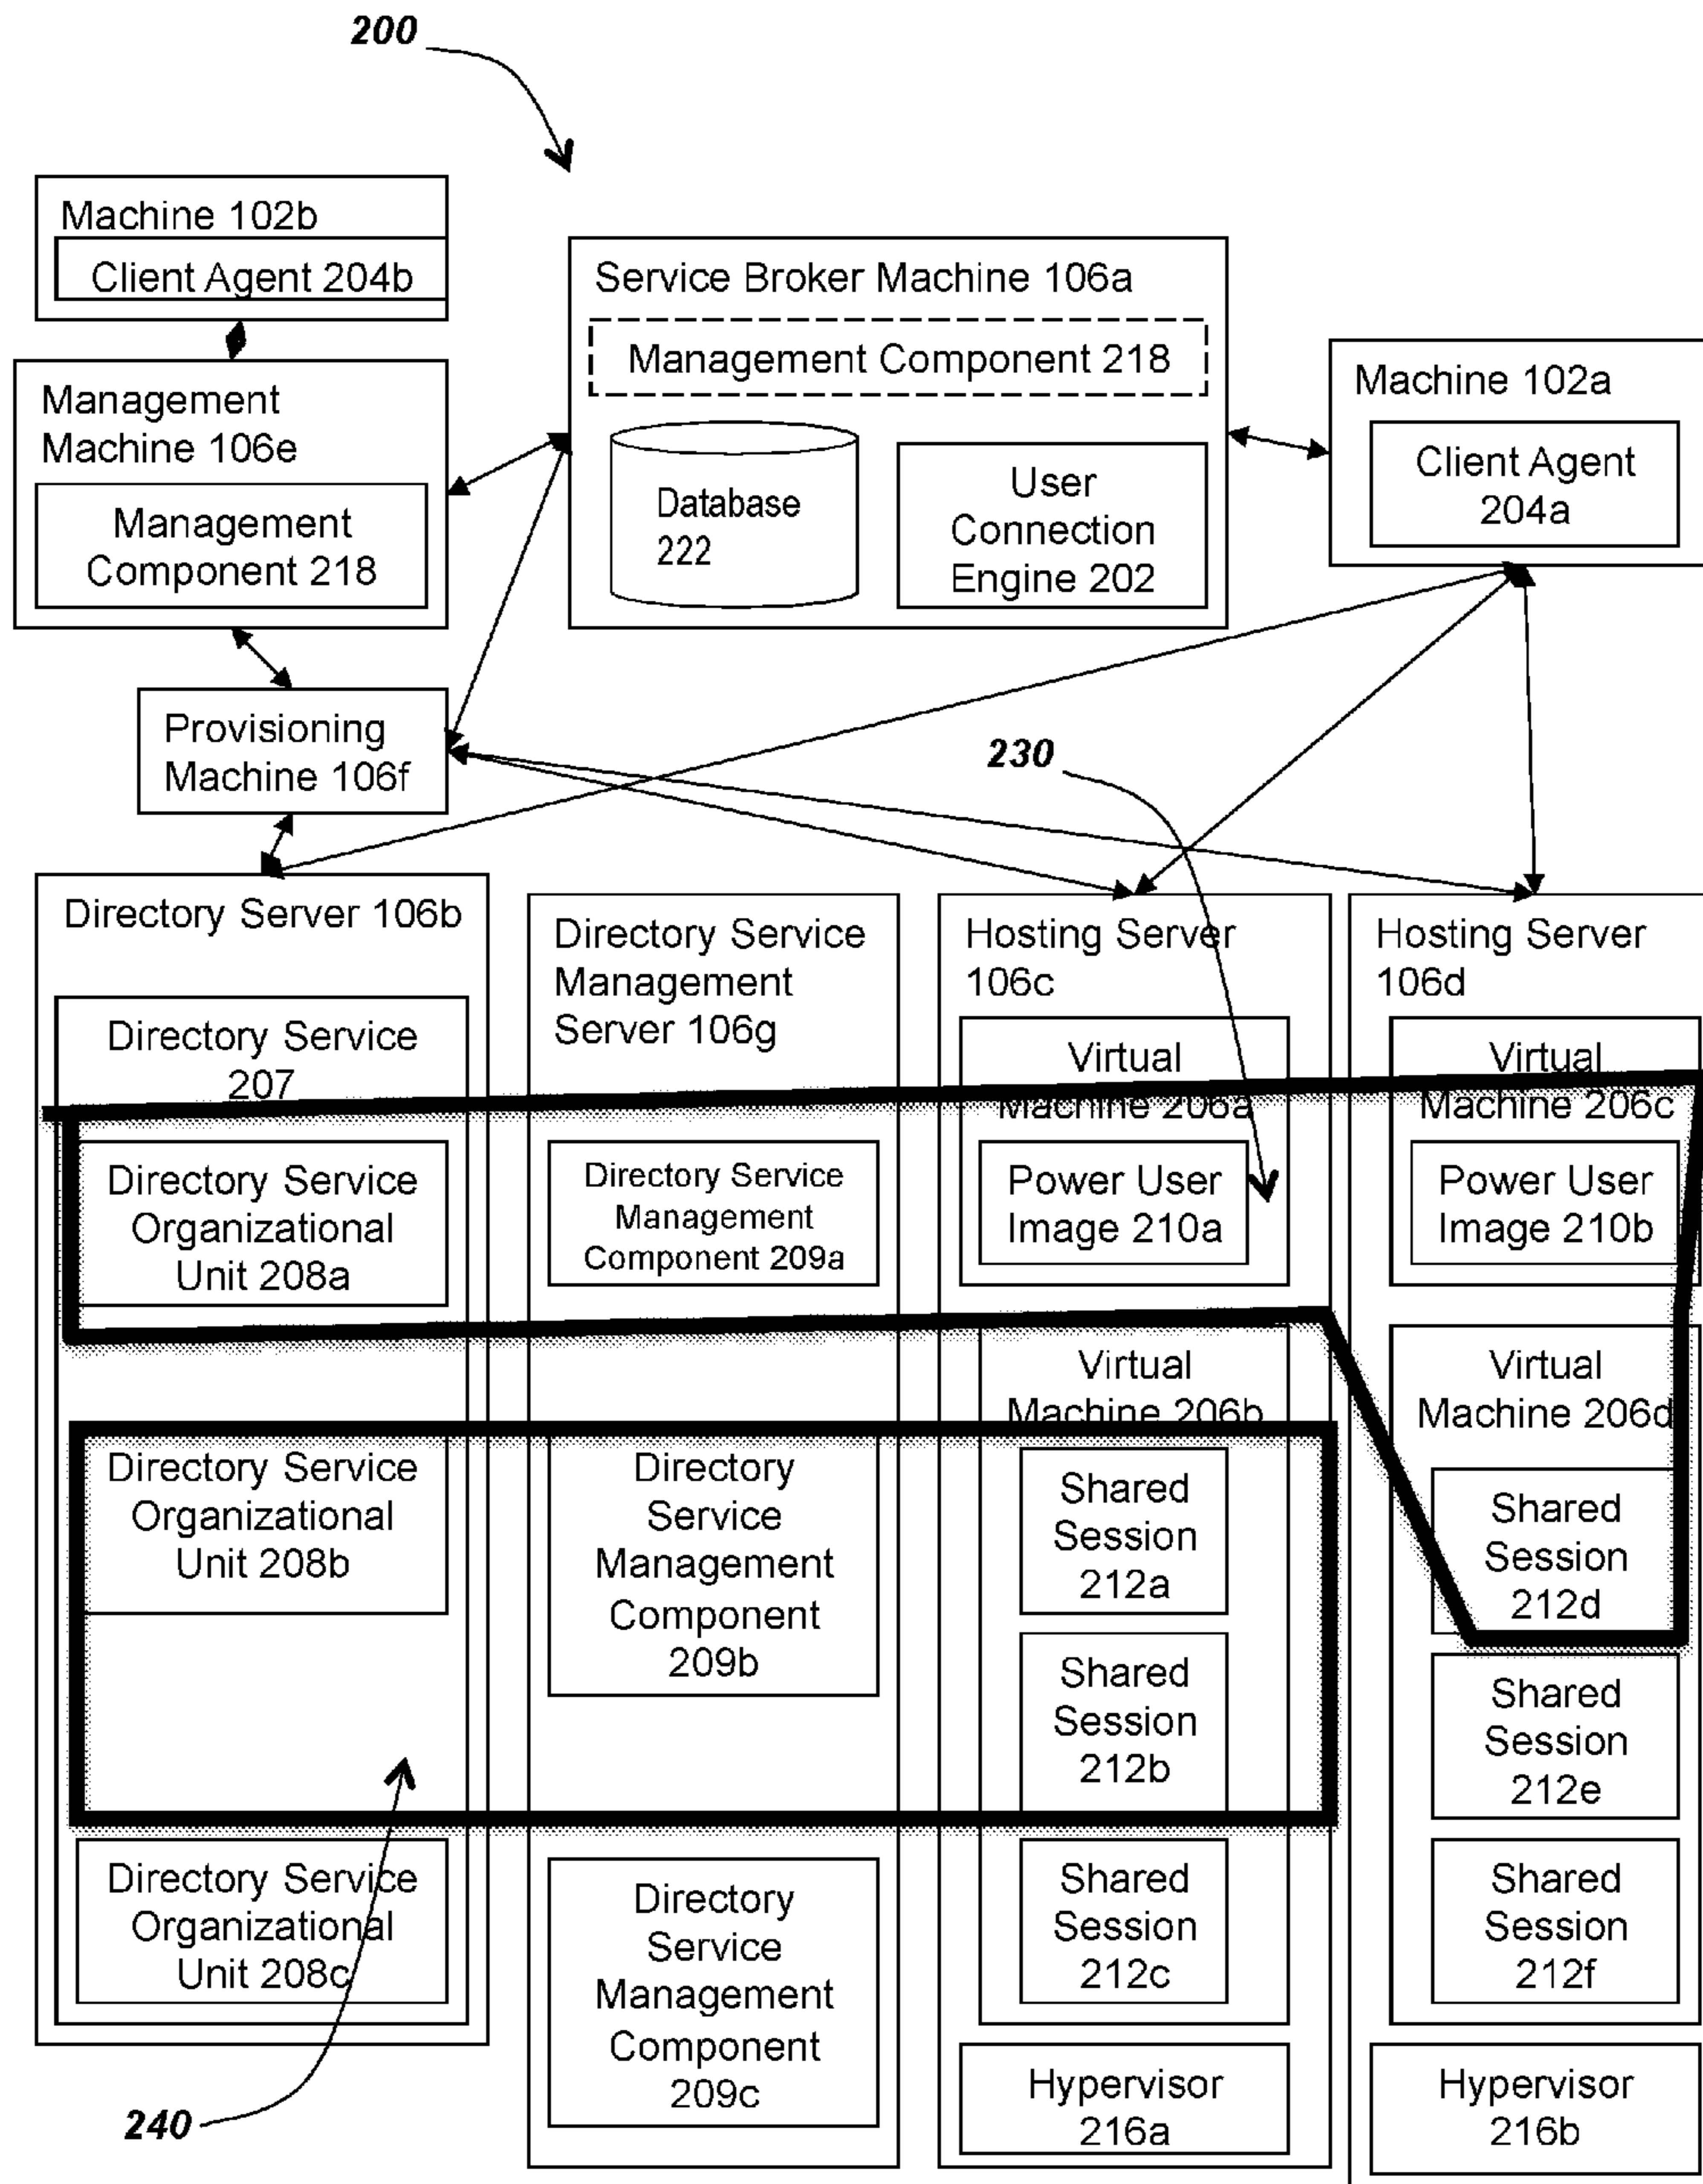 200
Machine 102b
Client Agent 204b
Service Broker Machine 106a
Management Component 218
Database
222
User
Connection
Engine 202
Machine 102a
Client Agent
204a
Management
Machine 106e
Management
Component 218
Provisioning
Machine 106f
230
Directory Server 106b
Directory Service
207
Directory Service
Organizational
Unit 208a
Directory Service
Organizational
Unit 208b
Directory Service
Organizational
Unit 208c
240
Directory Service
Management
Server 106g
Directory Service
Management
Component 209a
Directory
Service
Management
Component
209b
Directory
Service
Management
Component
209c
Hosting Server
106c
Virtual
Machine 206a
Power User
Image 210a
Virtual
Machine 206b
Shared
Session
212a
Shared
Session
212b
Shared
Session
212c
Hypervisor
216a
Hosting Server
106d
Virtual
Machine 206c
Power User
Image 210b
Virtual
Machine 206d
Shared
Session
212d
Shared
Session
212e
Shared
Session
212f
Hypervisor
216b